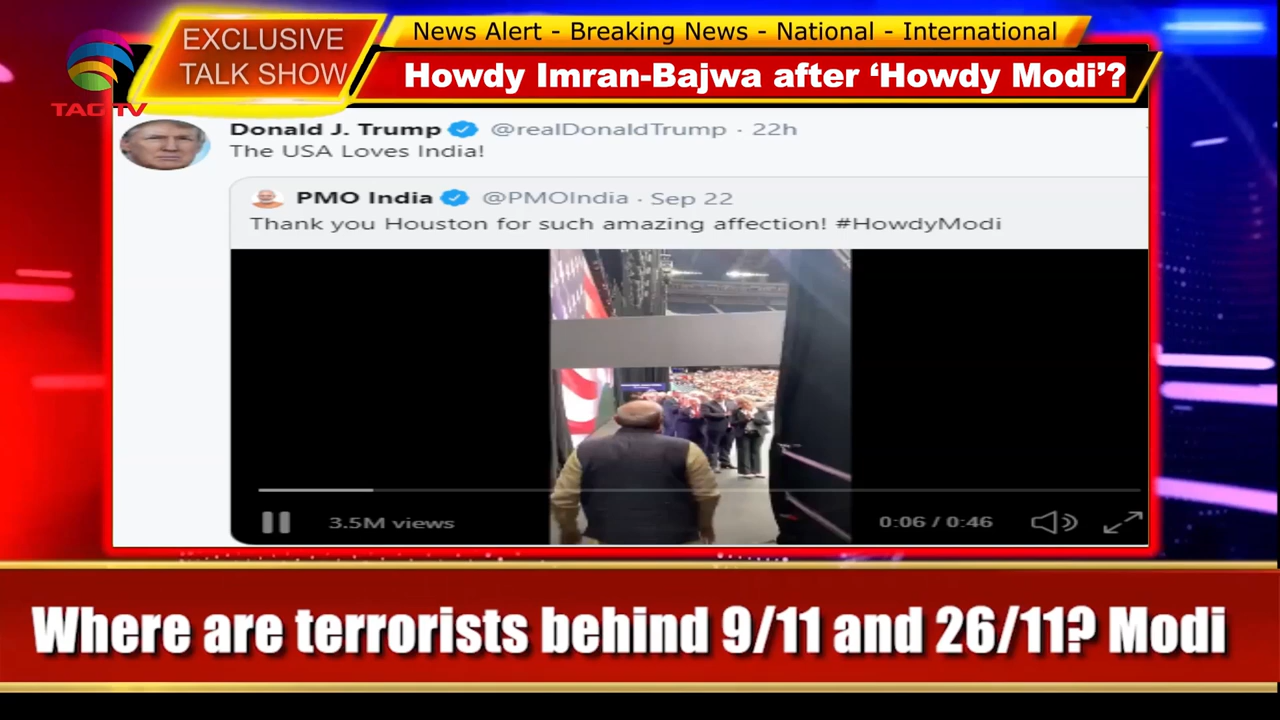 EXCLUSIVE
TALK SHOW
News Alert - Breaking News - National - International
Howdy Imran-Bajwa after ‘Howdy Modi’?
TAG TV
Donald J. Trump @realDonaldTrump · 22h
The USA Loves India!
PMO India @PMOIndia · Sep 22
Thank you Houston for such amazing affection! #HowdyModi
3.5M views
0:06 / 0:46
Where are terrorists behind 9/11 and 26/11? Modi